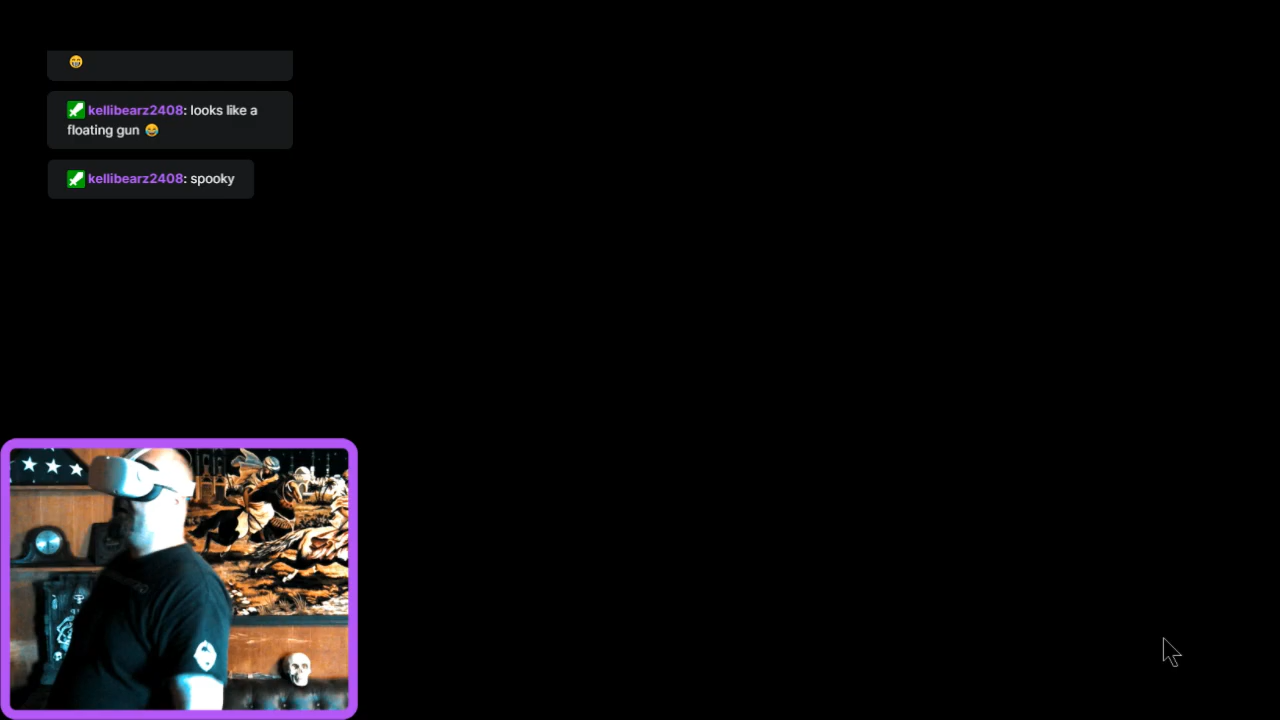 😁
kellibearz2408: looks like a
floating gun 😂
kellibearz2408: spooky